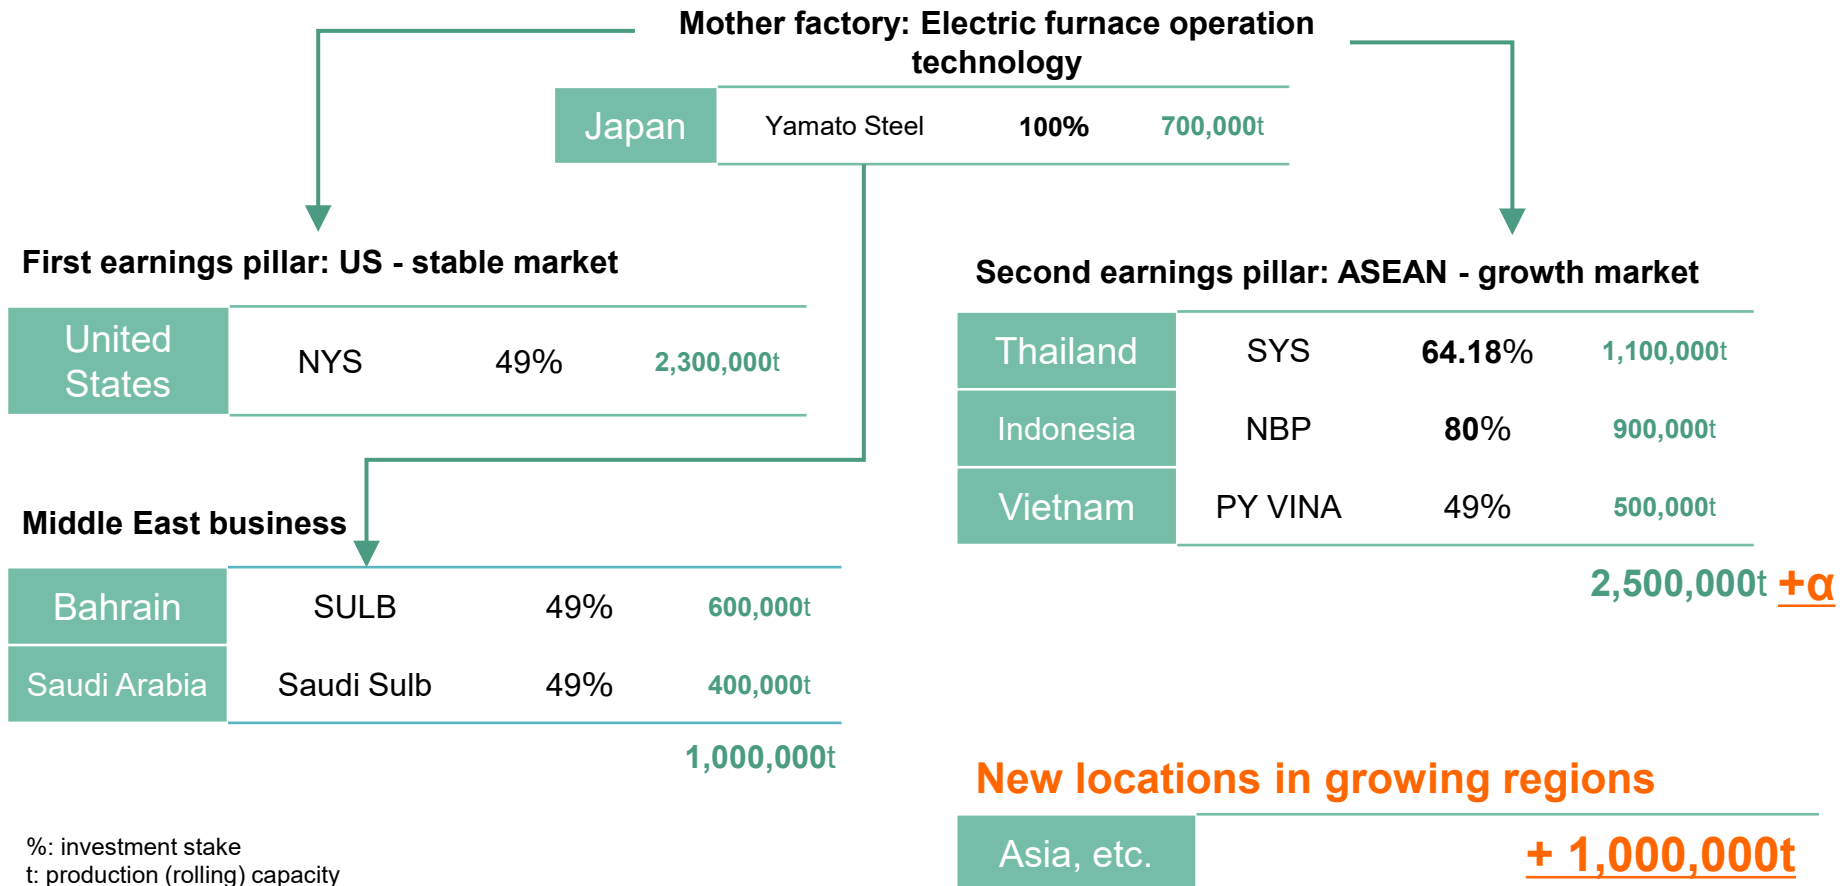 Mother factory: Electric furnace operation
technology
Japan Yamato Steel 100% 700,000t
First earnings pillar: US - stable market
United
States
NYS 49% 2,300,000t
Second earnings pillar: ASEAN - growth market
Thailand SYS 64.18% 1,100,000t
Indonesia NBP 80% 900,000t
Vietnam PY VINA 49% 500,000t
2,500,000t +α
Middle East business
Bahrain SULB 49% 600,000t
Saudi Arabia Saudi Sulb 49% 400,000t
1,000,000t
New locations in growing regions
Asia, etc. + 1,000,000t
%: investment stake
t: production (rolling) capacity